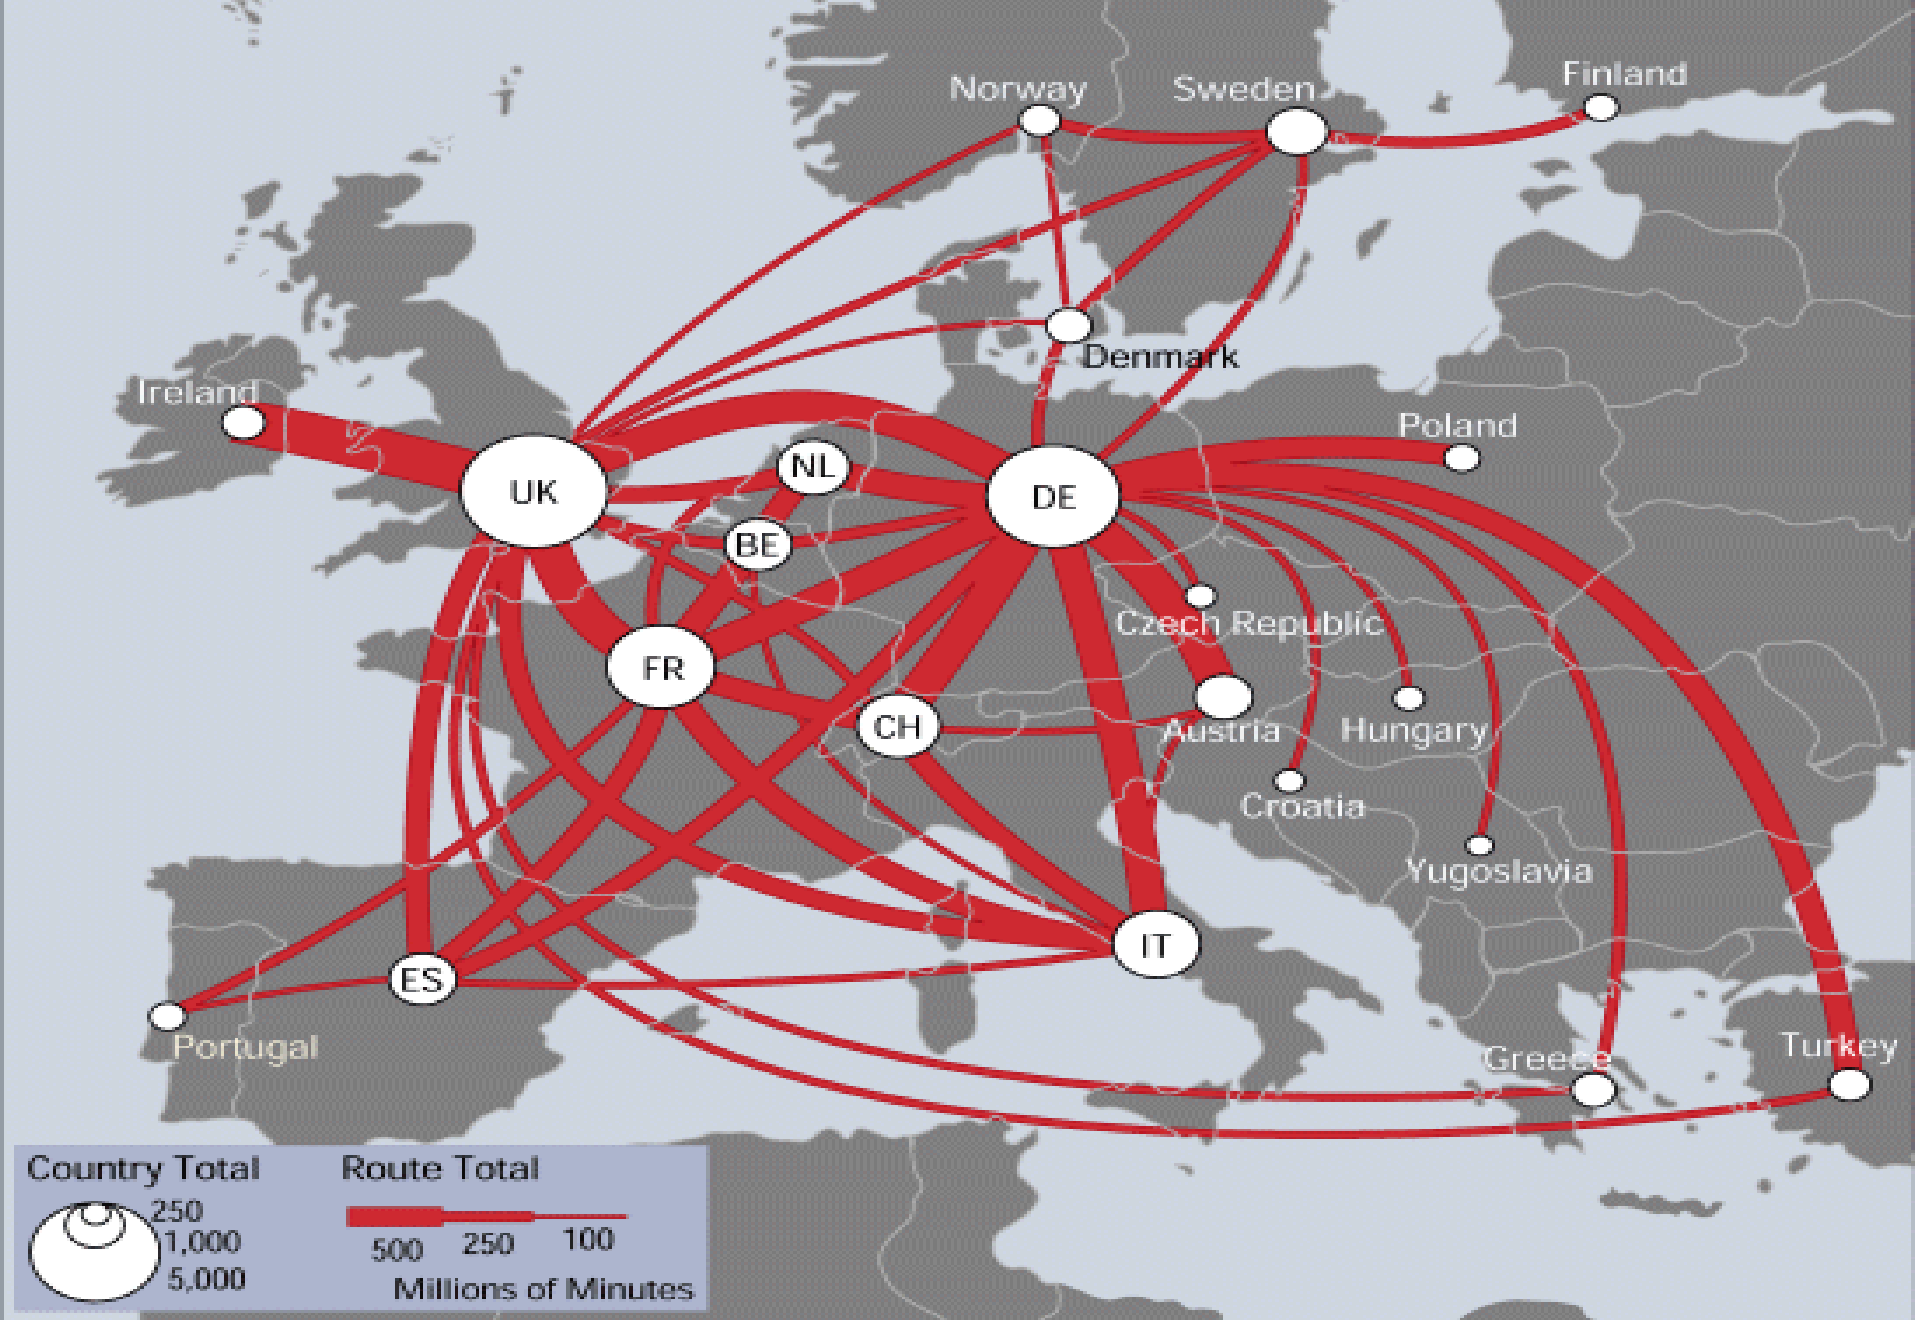 Norway
Sweden
Finland
Denmark
Ireland
Poland
UK
NL
DE
BE
Czech Republic
FR
CH
Austria
Hungary
Croatia
Yugoslavia
IT
ES
Portugal
Greece
Turkey
Country Total
250
1,000
5,000
Route Total
500 250 100
Millions of Minutes